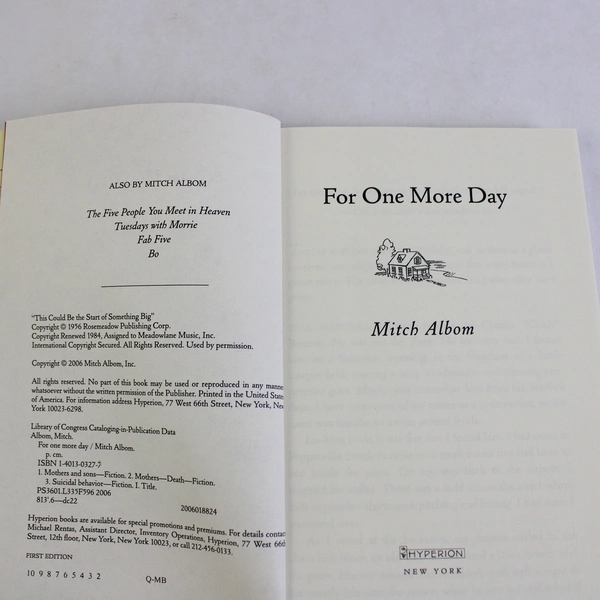 ALSO BY MITCH ALBOM
The Five People You Meet in Heaven
Tuesdays with Morrie
Fab Five
Bo
"This Could Be the Start of Something Big"
Copyright © 1956 Rosemeadow Publishing Corp.
Copyright Renewed 1984, Assigned to Meadowlane Music, Inc.
International Copyright Secured. All Rights Reserved. Used by permission.
Copyright © 2006 Mitch Albom, Inc.
All rights reserved. No part of this book may be used or reproduced in any manner
whatsoever without the written permission of the Publisher. Printed in the United States
of America. For information address Hyperion, 77 West 66th Street, New York, New
York 10023-6298.
Library of Congress Cataloging-in-Publication Data
Albom, Mitch.
For one more day / Mitch Albom.
p. cm.
ISBN 1-4013-0327-7
1. Mothers and sons—Fiction. 2. Mothers—Death—Fiction.
3. Suicidal behavior—Fiction. I. Title.
PS3601.L335F596 2006
813'.6—dc22
2006018824
Hyperion books are available for special promotions and premiums. For details contact
Michael Rentas, Assistant Director, Inventory Operations, Hyperion, 77 West 66th
Street, 12th floor, New York, New York 10023, or call 212-456-0133.
FIRST EDITION
10 9 8 7 6 5 4 3 2
Q-MB
For One More Day
Mitch Albom
HYPERION
NEW YORK